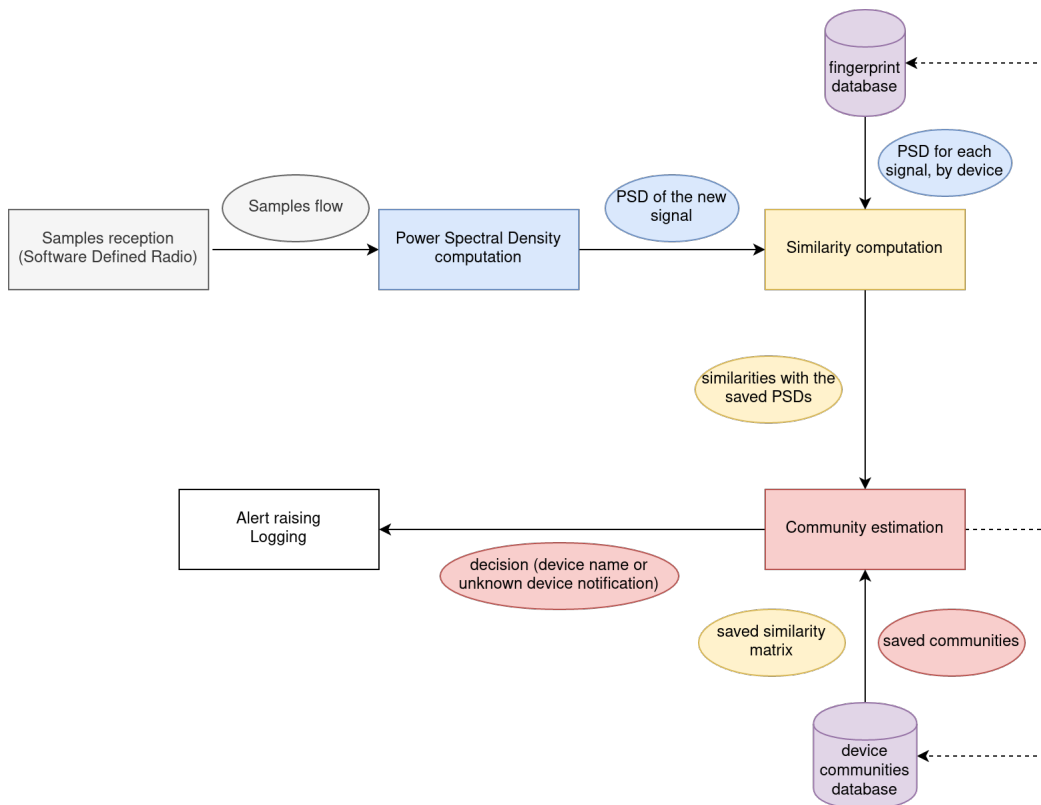 fingerprint
database
PSD for each
signal, by device
Samples flow
PSD of the new
signal
Samples reception
(Software Defined Radio)
Power Spectral Density
computation
Similarity computation
similarities with the
saved PSDs
Alert raising
Logging
Community estimation
decision (device name or
unknown device notification)
saved similarity
matrix
saved communities
device
communities
database